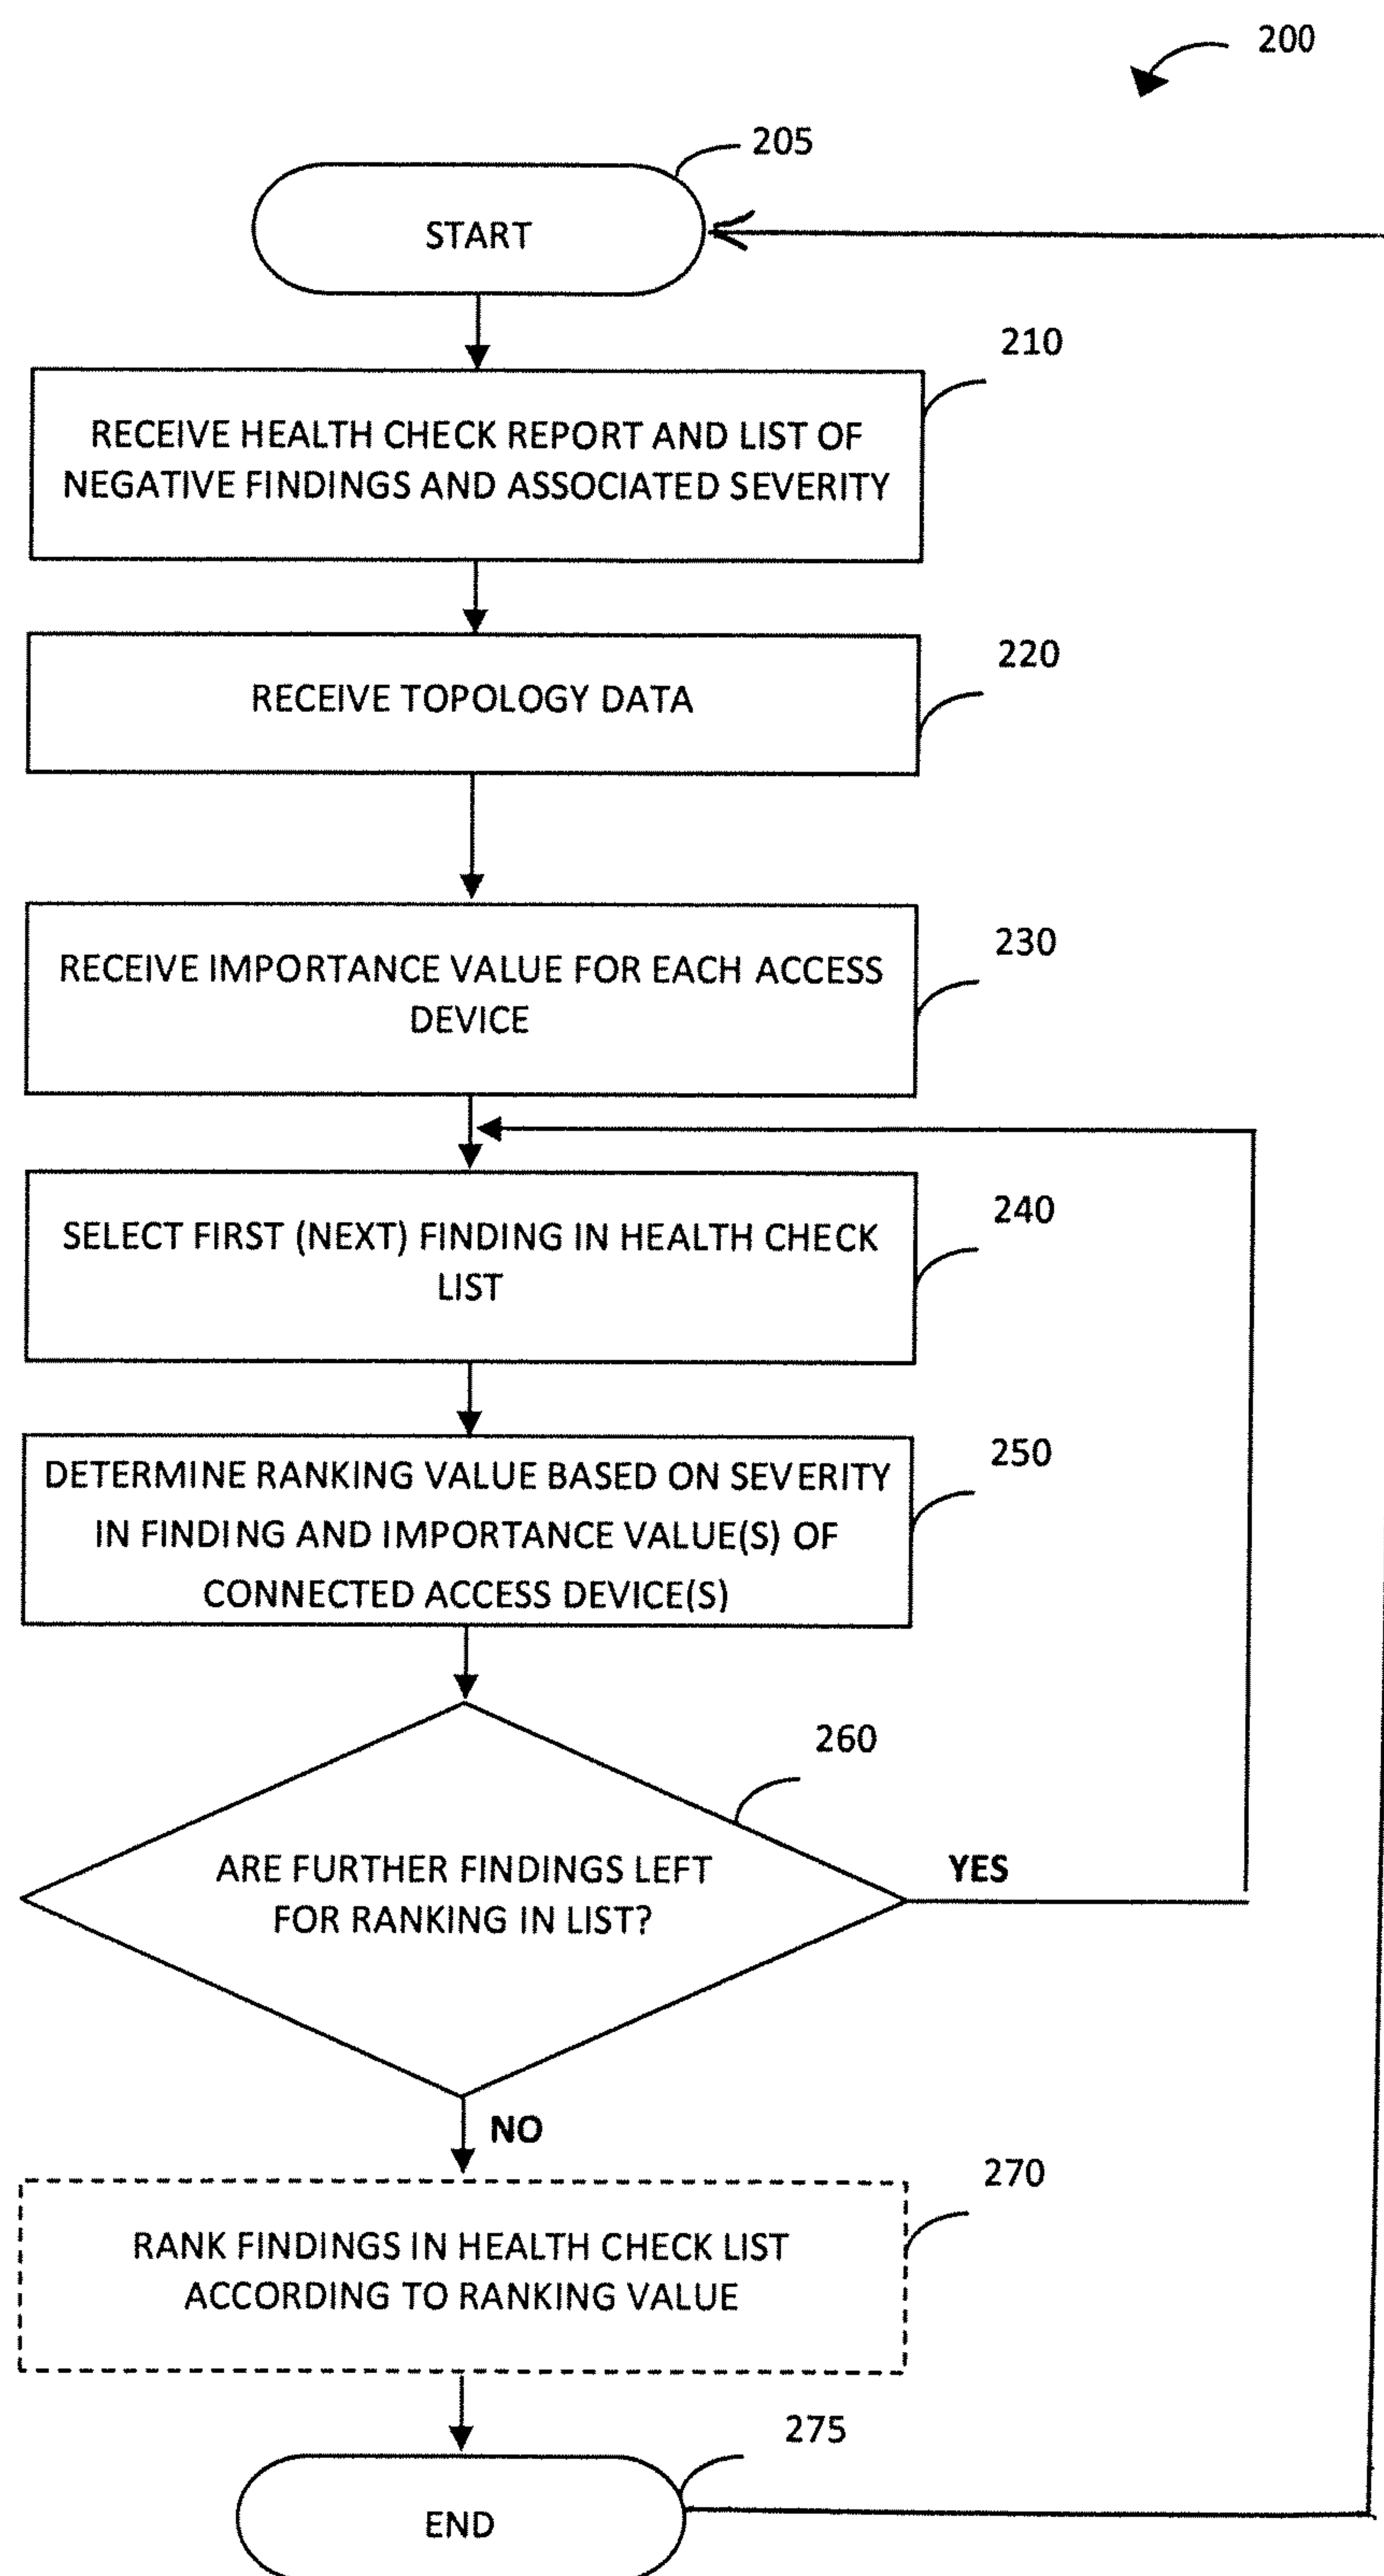 200
205
START
210
RECEIVE HEALTH CHECK REPORT AND LIST OF
NEGATIVE FINDINGS AND ASSOCIATED SEVERITY
220
RECEIVE TOPOLOGY DATA
230
RECEIVE IMPORTANCE VALUE FOR EACH ACCESS
DEVICE
240
SELECT FIRST (NEXT) FINDING IN HEALTH CHECK
LIST
250
DETERMINE RANKING VALUE BASED ON SEVERITY
IN FINDING AND IMPORTANCE VALUE(S) OF
CONNECTED ACCESS DEVICE(S)
260
ARE FURTHER FINDINGS LEFT
FOR RANKING IN LIST?
YES
NO
270
RANK FINDINGS IN HEALTH CHECK LIST
ACCORDING TO RANKING VALUE
275
END